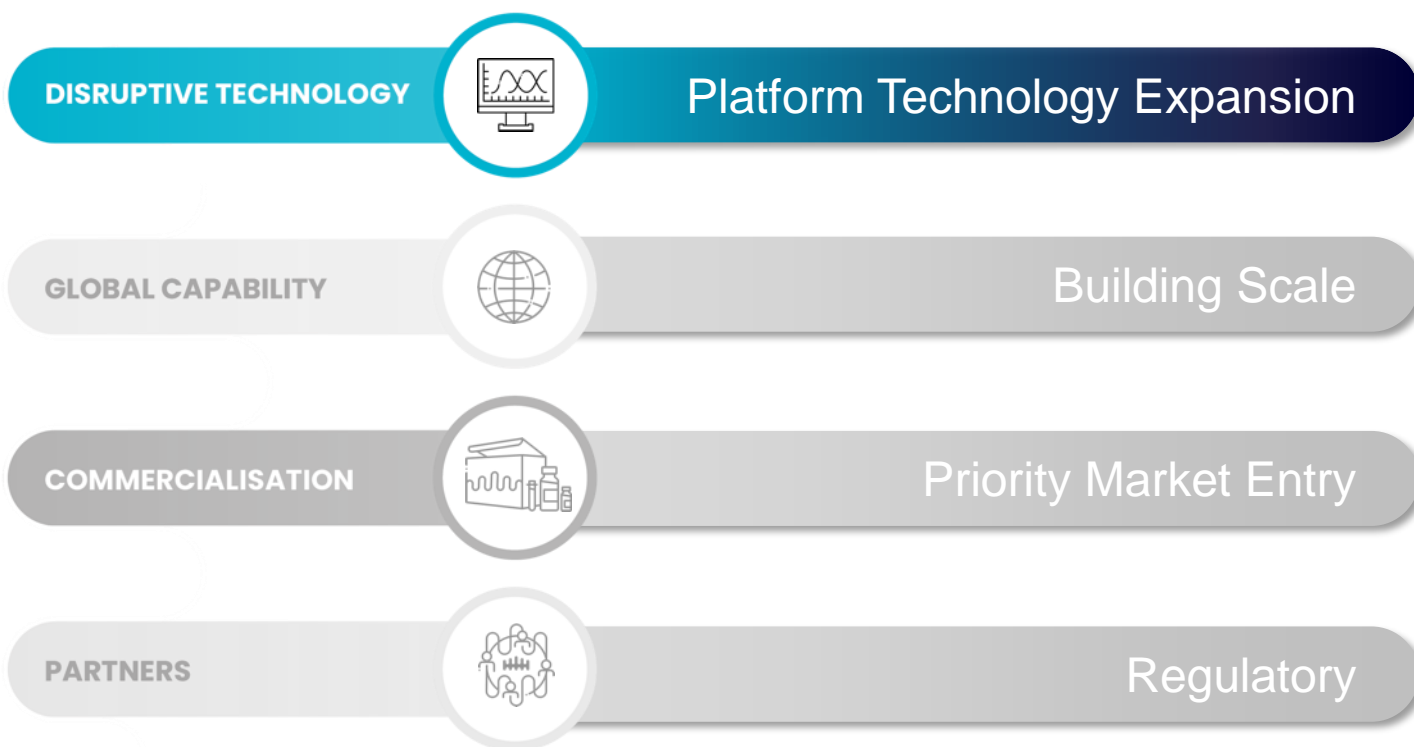 DISRUPTIVE TECHNOLOGY Platform Technology Expansion
GLOBAL CAPABILITY Building Scale
COMMERCIALISATION Priority Market Entry
PARTNERS Regulatory